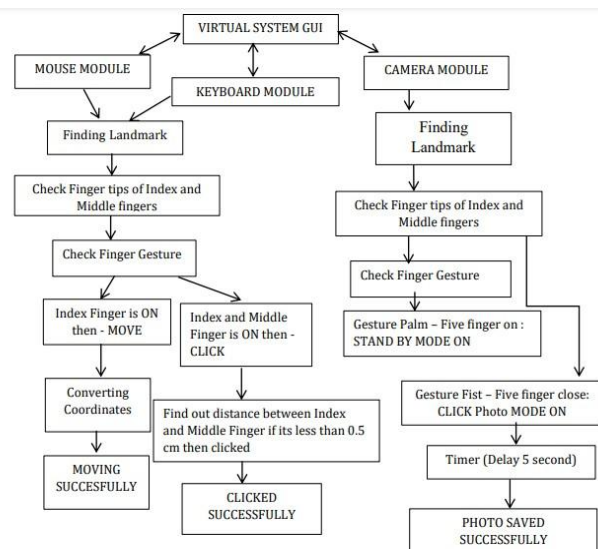 VIRTUAL SYSTEM GUI
MOUSE MODULE
KEYBOARD MODULE
CAMERA MODULE
Finding Landmark
Check Finger tips of Index and
Middle fingers
Check Finger Gesture
Index Finger is ON
then - MOVE
Index and Middle
Finger is ON then -
CLICK
Converting
Coordinates
Find out distance between Index
and Middle Finger if its less than 0.5
cm then clicked
MOVING
SUCCESFULLY
CLICKED
SUCCESSFULLY
Finding
Landmark
Check Finger tips of Index and
Middle fingers
Check Finger Gesture
Gesture Palm – Five finger on :
STAND BY MODE ON
Gesture Fist – Five finger close:
CLICK Photo MODE ON
Timer (Delay 5 second)
PHOTO SAVED
SUCCESSFULLY